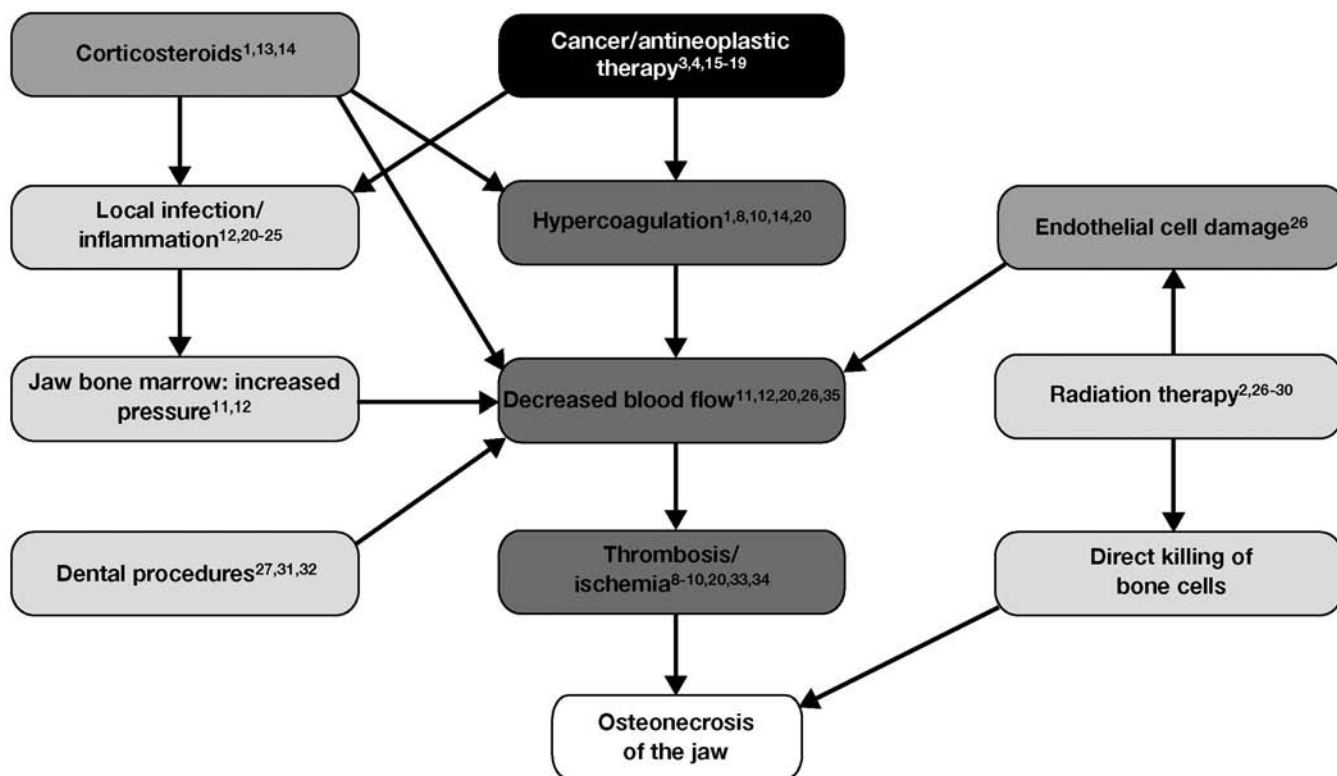 Corticosteroids1,13,14
Cancer/antineoplastic
therapy3,4,15-19
Local infection/
inflammation12,20-25
Hypercoagulation1,8,10,14,20
Endothelial cell damage26
Jaw bone marrow: increased
pressure11,12
Decreased blood flow11,12,20,26,35
Radiation therapy2,26-30
Dental procedures27,31,32
Thrombosis/
ischemia8-10,20,33,34
Direct killing of
bone cells
Osteonecrosis
of the jaw